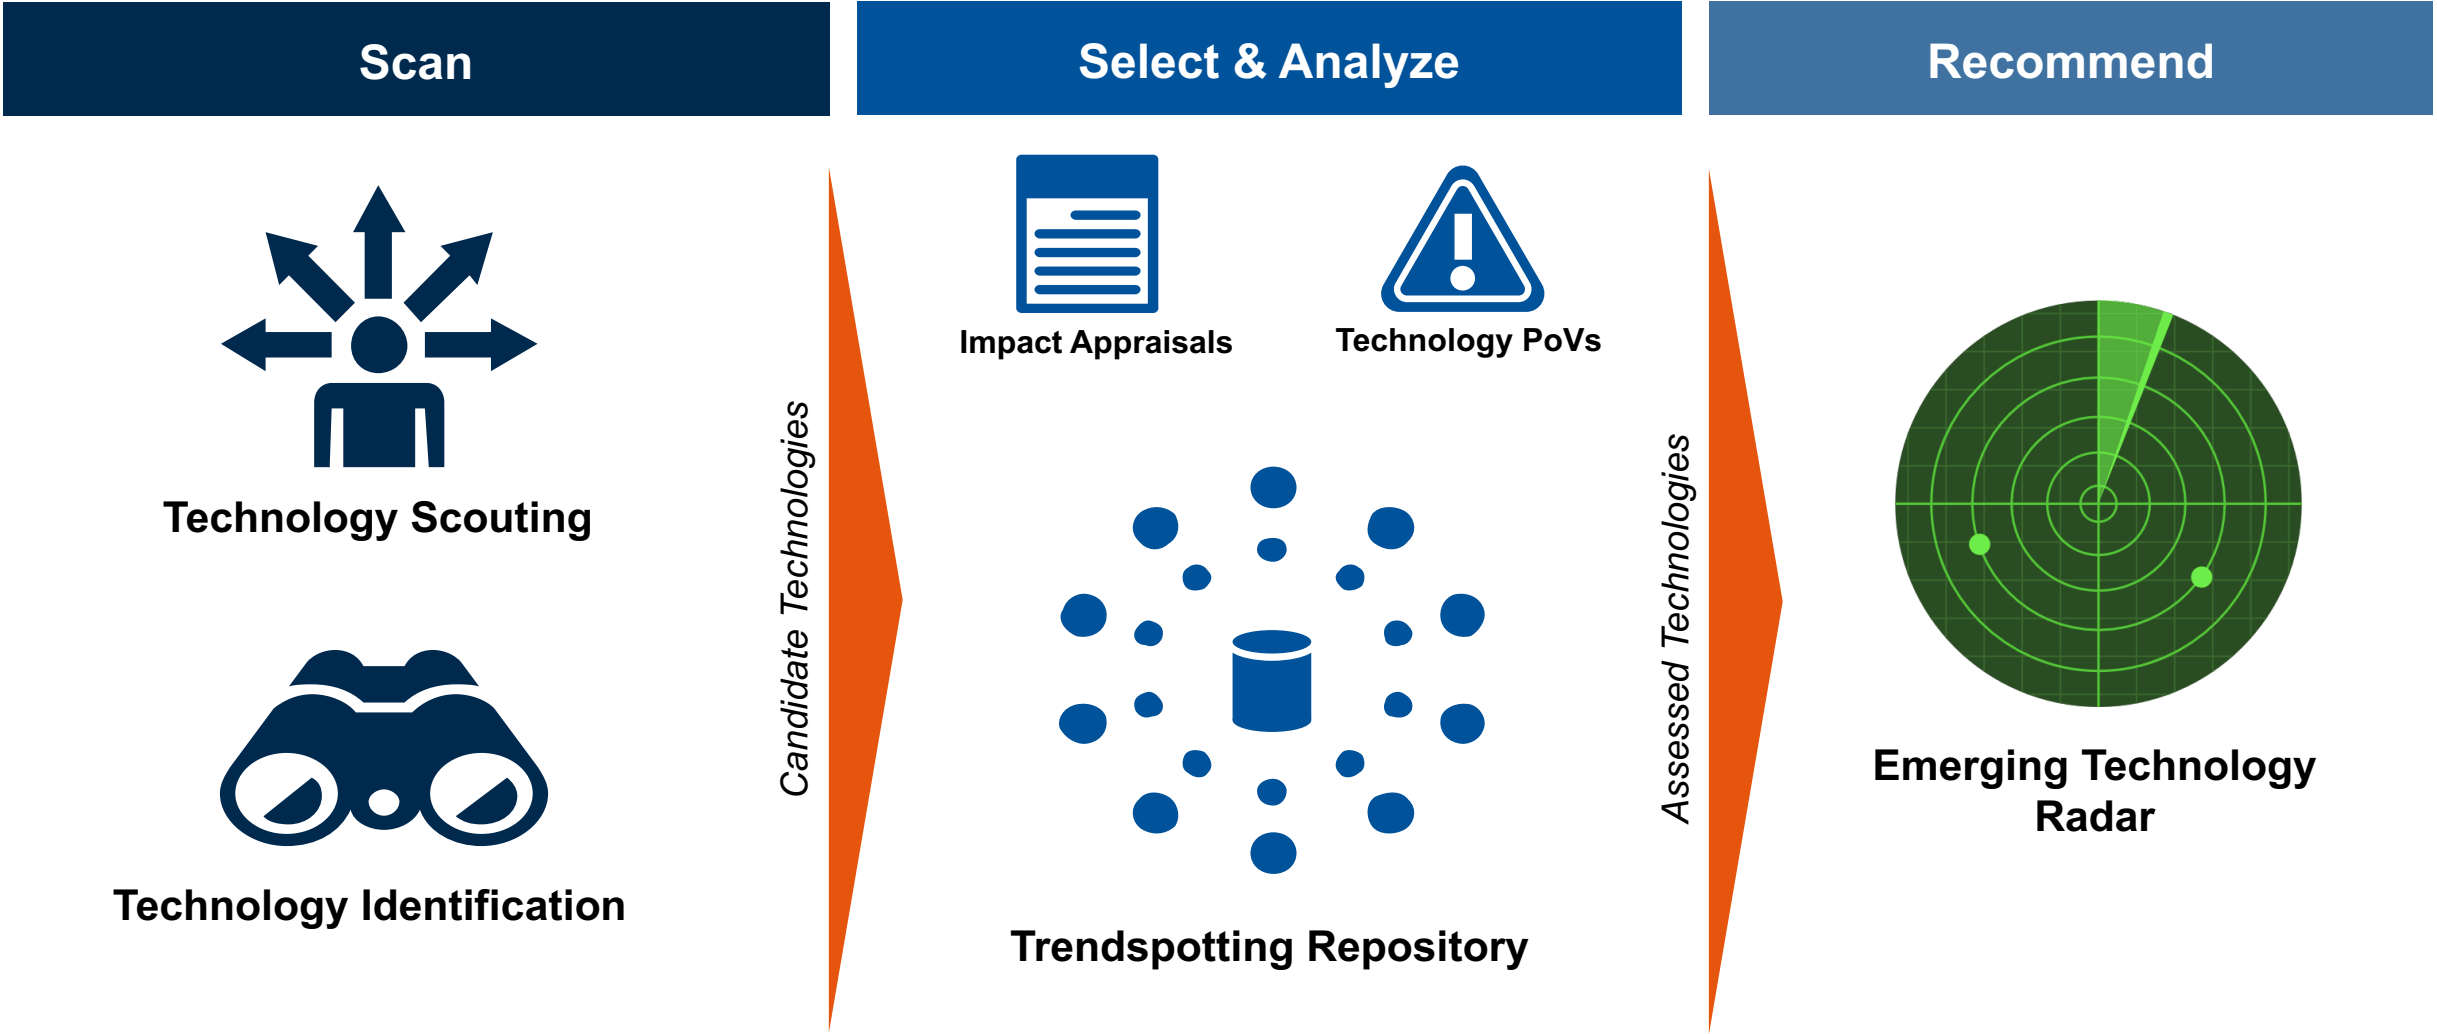 Scan
Select & Analyze
Recommend
Technology Scouting
Technology Identification
Candidate Technologies
Impact Appraisals
Technology PoVs
Trendspotting Repository
Assessed Technologies
Emerging Technology
Radar